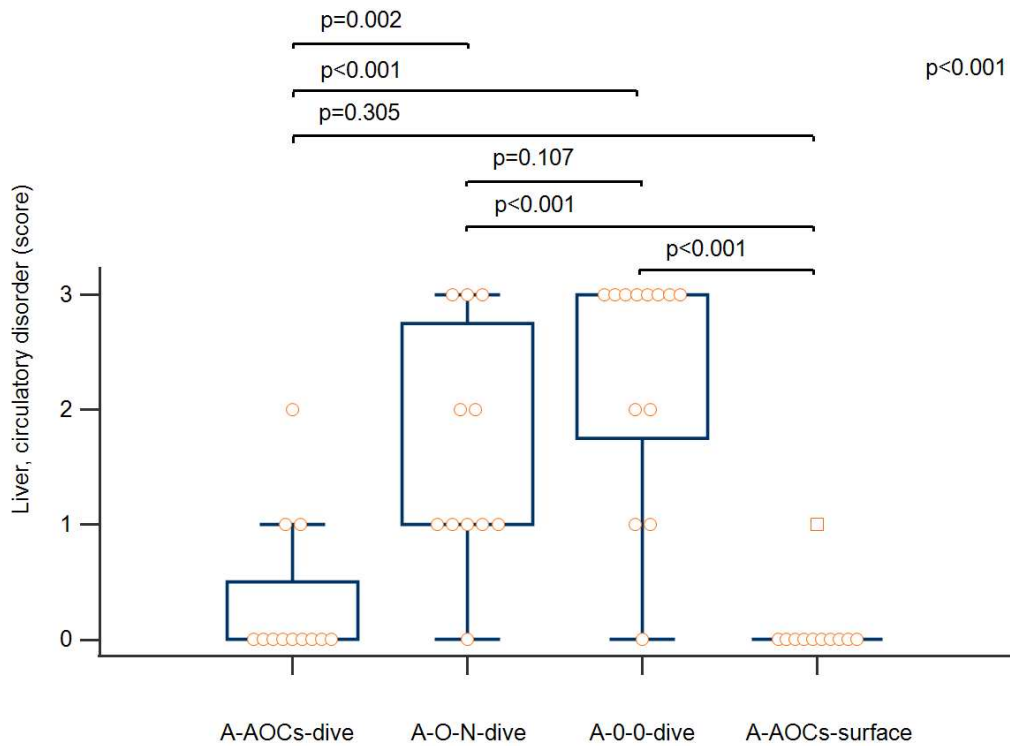 p=0.002
p<0.001
p<0.001
p=0.305
p=0.107
p<0.001
p<0.001
Liver, circulatory disorder (score)
3
2
1
0
A-AOCs-dive A-O-N-dive A-0-0-dive A-AOCs-surface